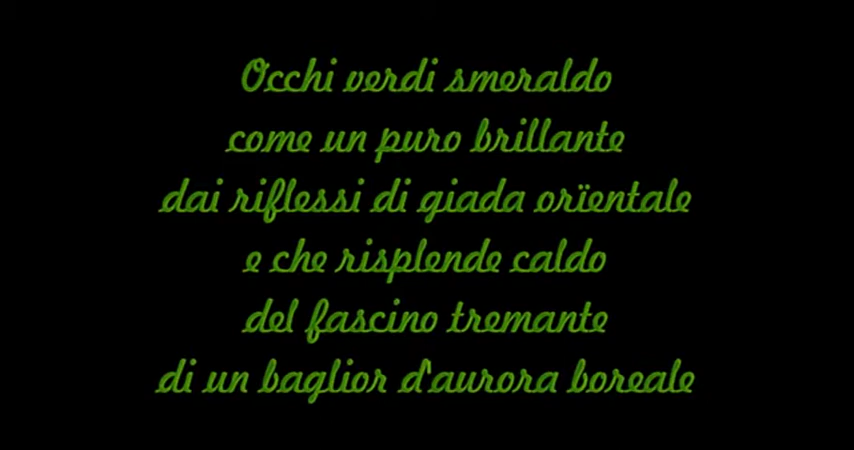 Occhi verdi smeraldo
come un puro brillante
dai riflessi di giada orïentale
e che risplende caldo
del fascino tremante
di un baglior d'aurora boreale